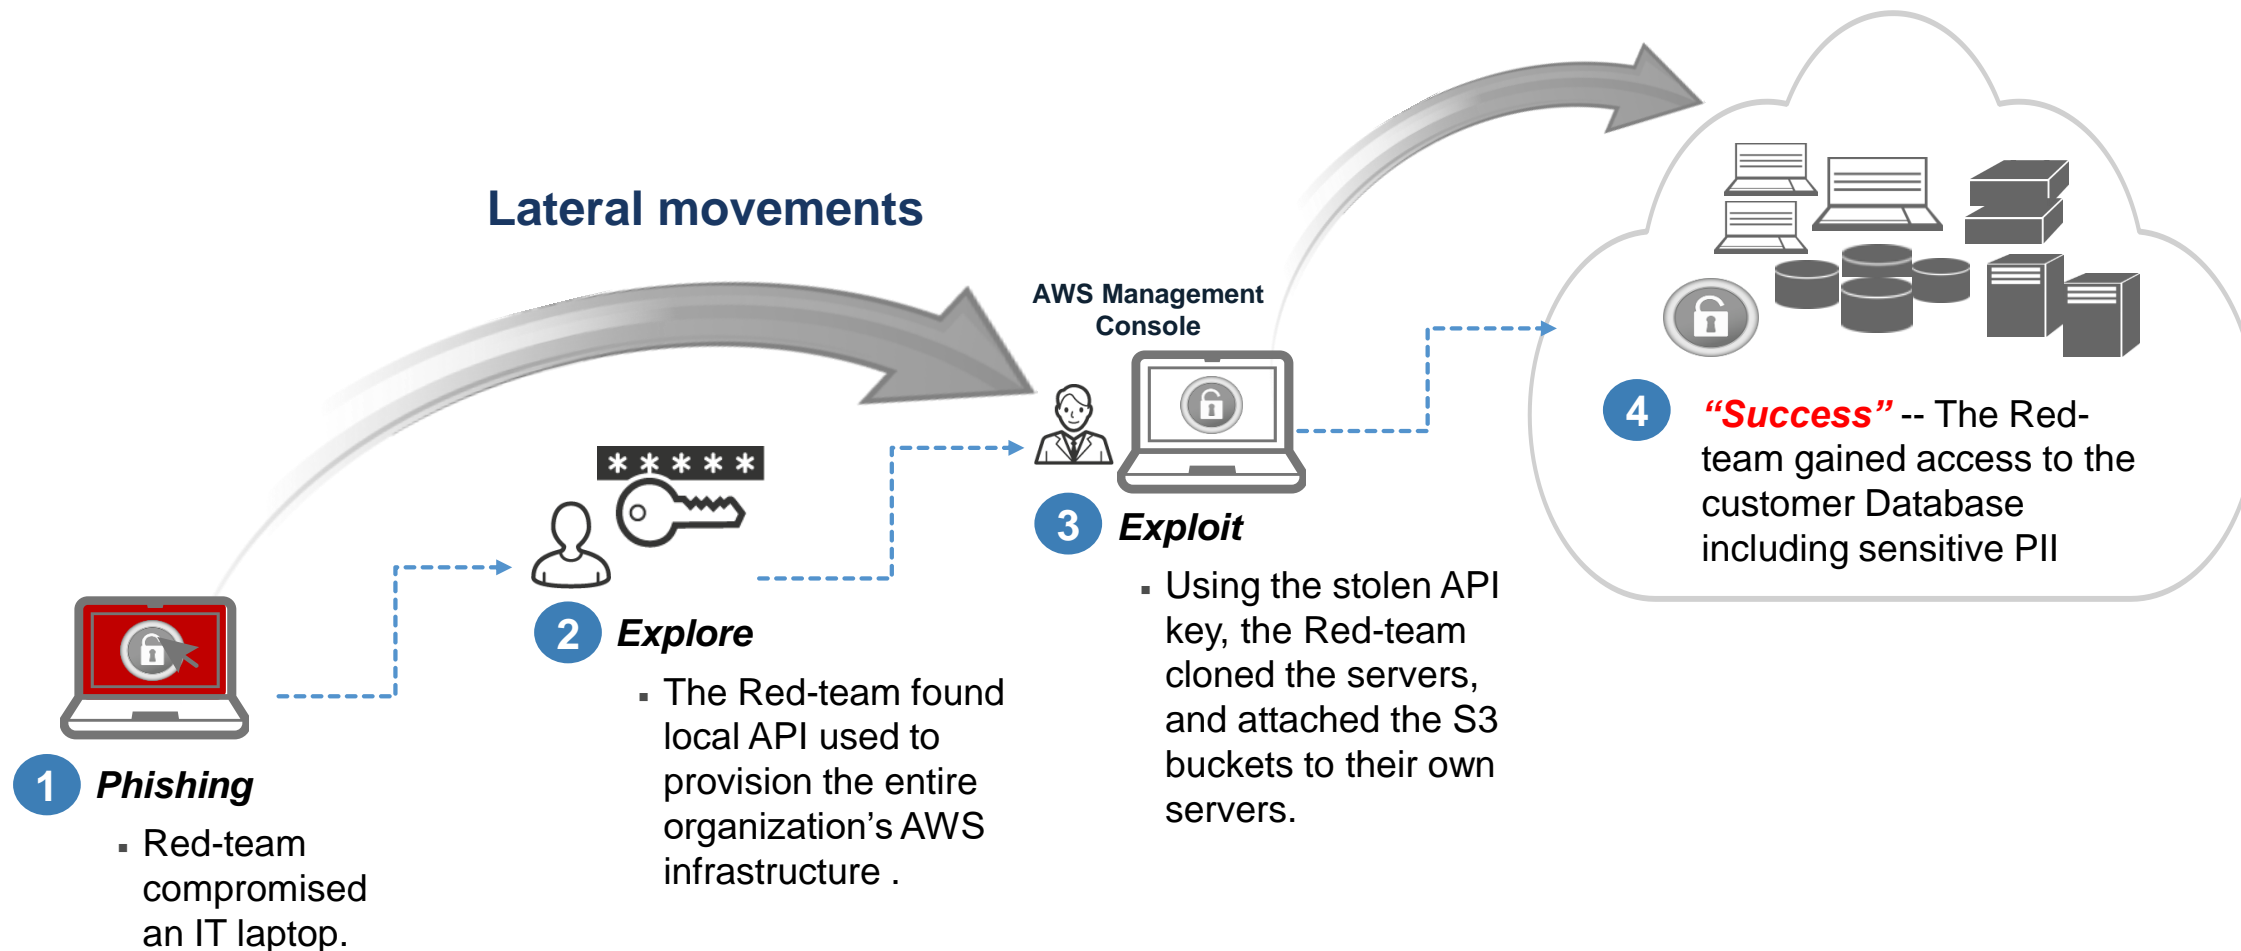 Lateral movements
AWS Management
Console
*****
1 Phishing
▪ Red-team
compromised
an IT laptop.
2 Explore
▪ The Red-team found
local API used to
provision the entire
organization’s AWS
infrastructure .
3 Exploit
▪ Using the stolen API
key, the Red-team
cloned the servers,
and attached the S3
buckets to their own
servers.
4 “Success” -- The Red-
team gained access to the
customer Database
including sensitive PII